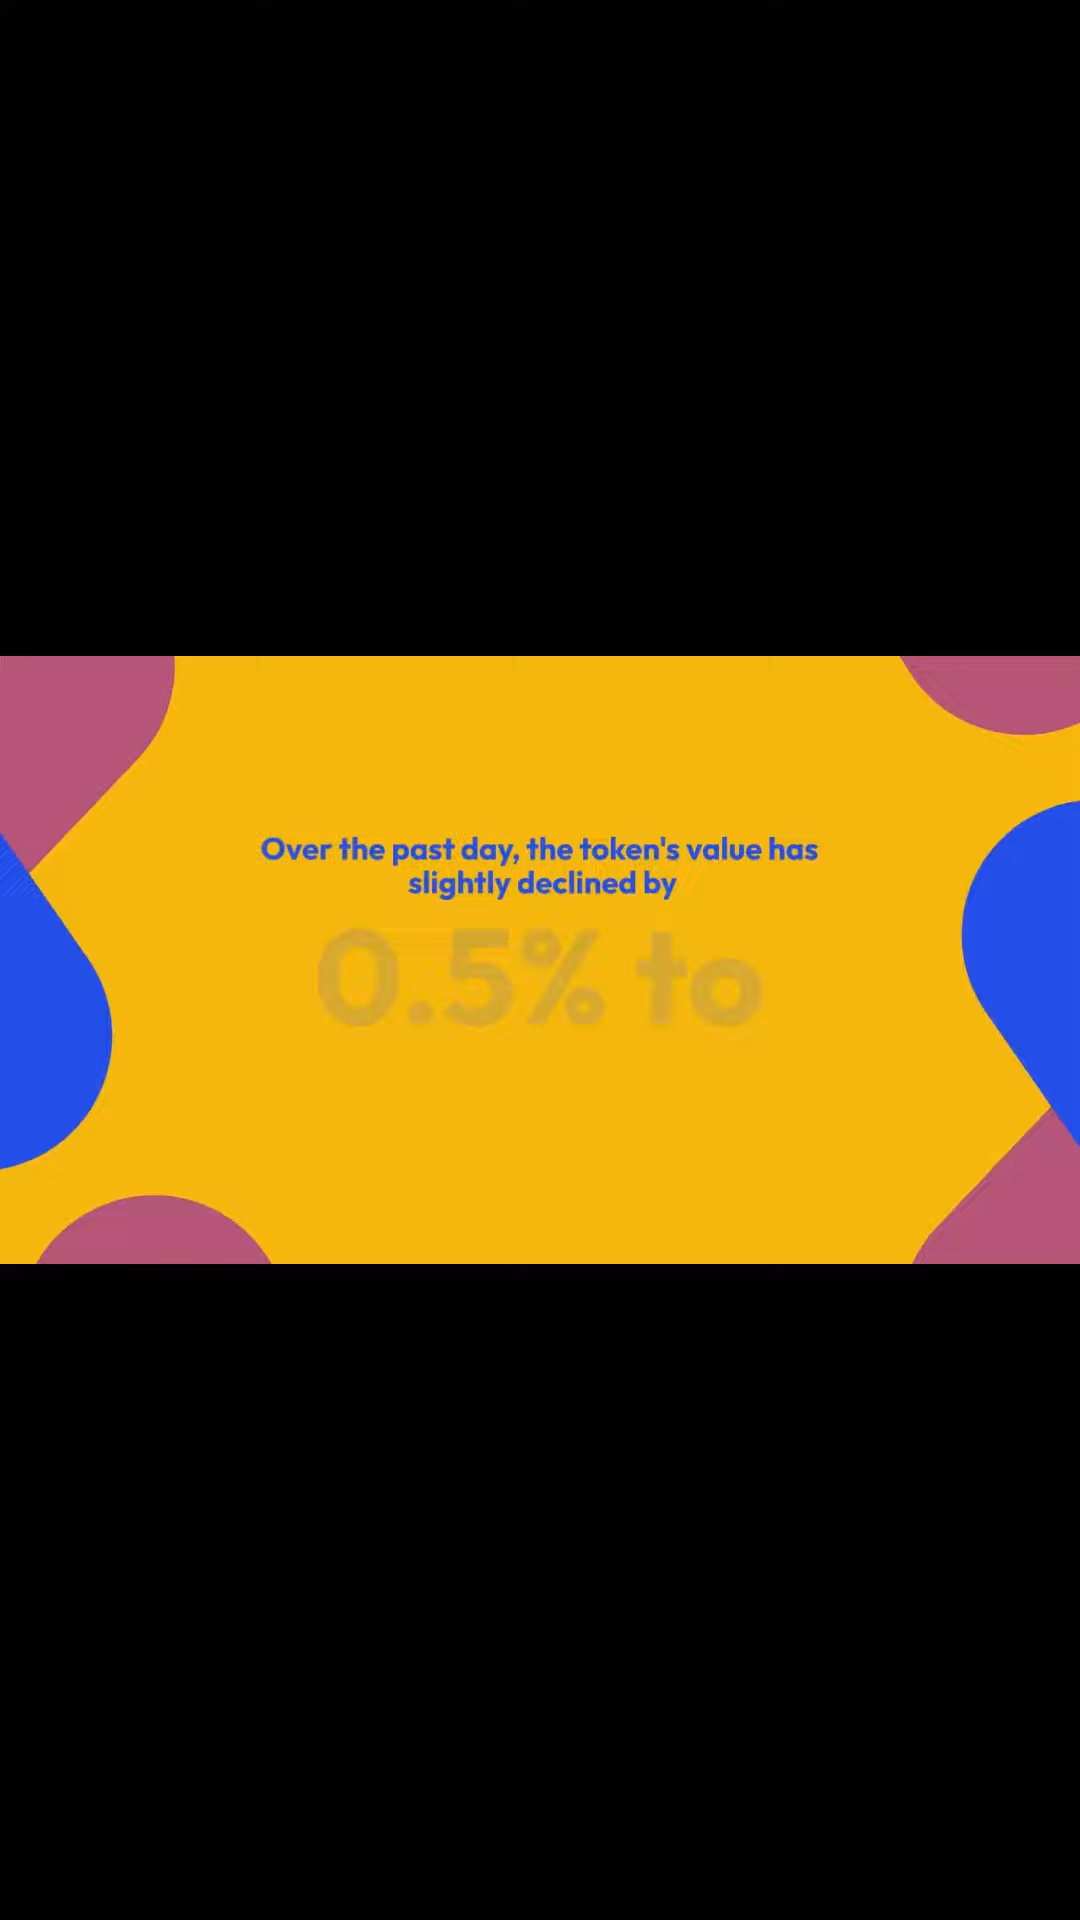 Over the past day, the token's value has
slightly declined by
0.5% to